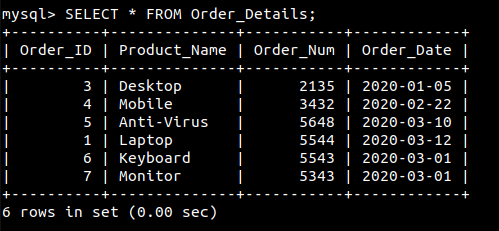 mysql> SELECT * FROM Order_Details;
+----------+--------------+-----------+------------+
| Order_ID | Product_Name | Order_Num | Order_Date |
+----------+--------------+-----------+------------+
|        3 | Desktop      |      2135 | 2020-01-05 |
|        4 | Mobile       |      3432 | 2020-02-22 |
|        5 | Anti-Virus   |      5648 | 2020-03-10 |
|        1 | Laptop       |      5544 | 2020-03-12 |
|        6 | Keyboard     |      5543 | 2020-03-01 |
|        7 | Monitor      |      5343 | 2020-03-01 |
+----------+--------------+-----------+------------+
6 rows in set (0.00 sec)